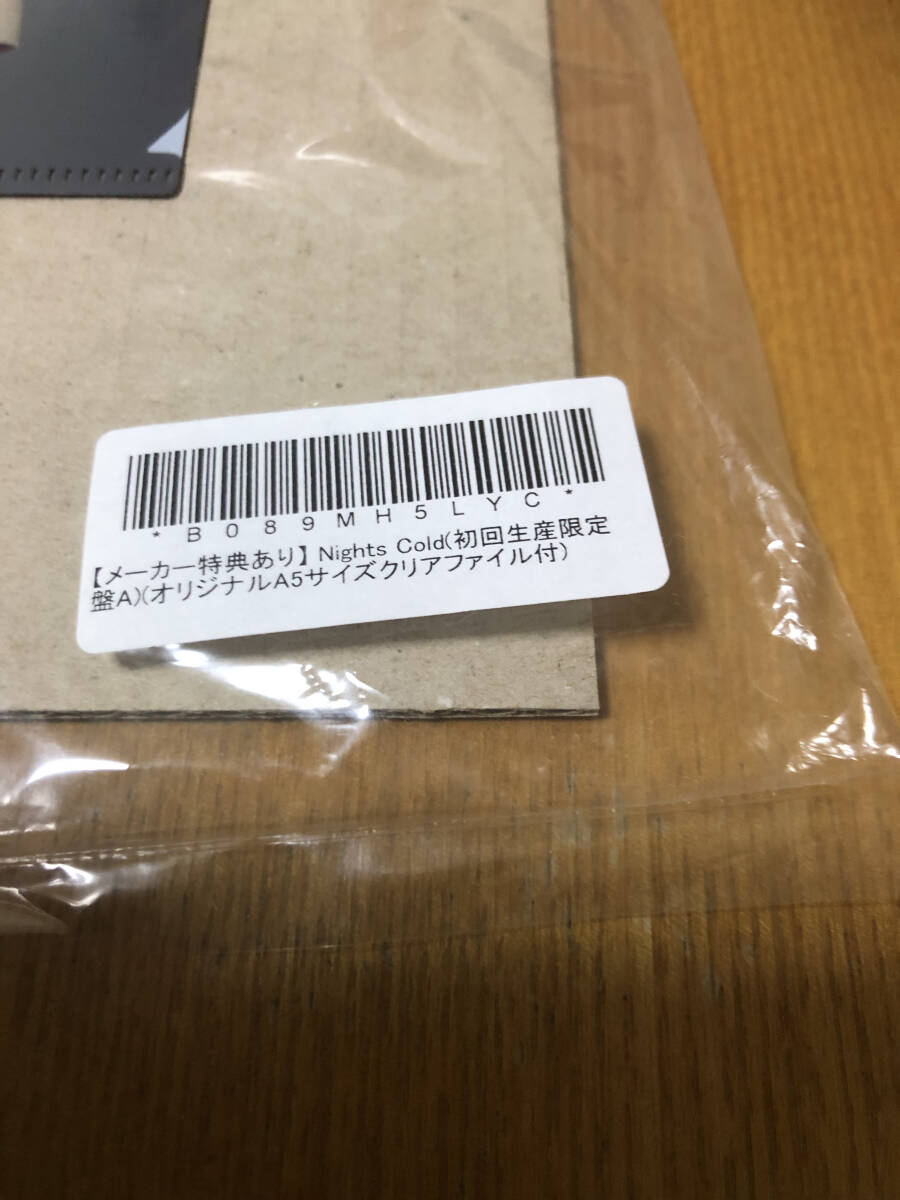 *B089MH5LYC*
【メーカー特典あり】 Nights Cold(初回生産限定
盤A)(オリジナルA5サイズクリアファイル付)